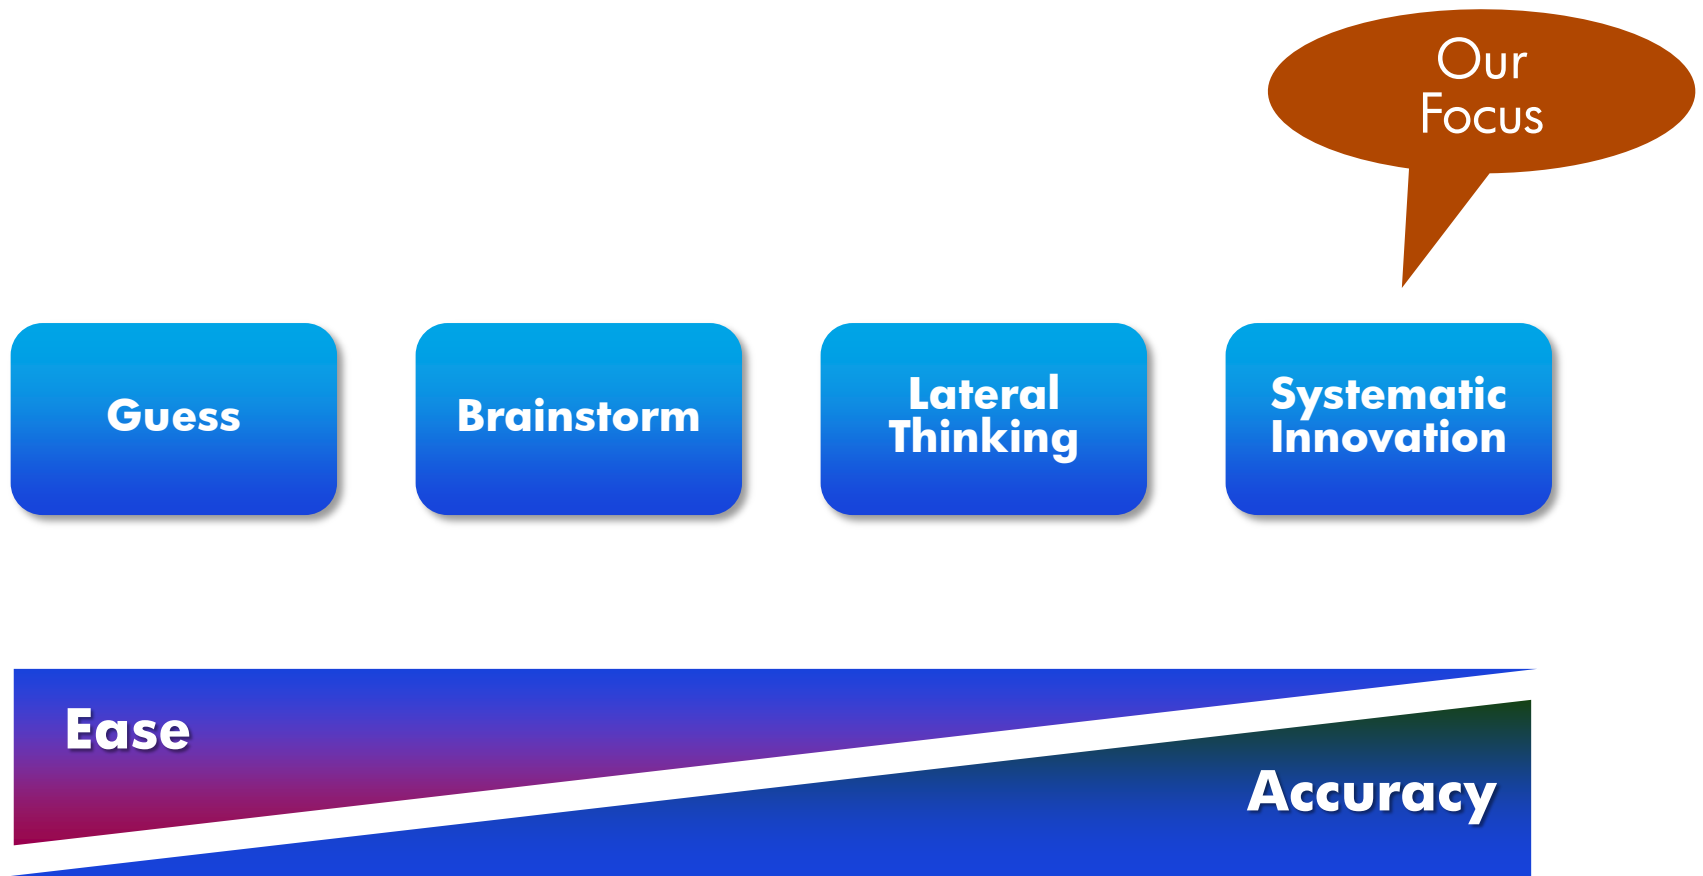 Our
Focus
Guess
Brainstorm
Lateral
Thinking
Systematic
Innovation
Ease
Accuracy